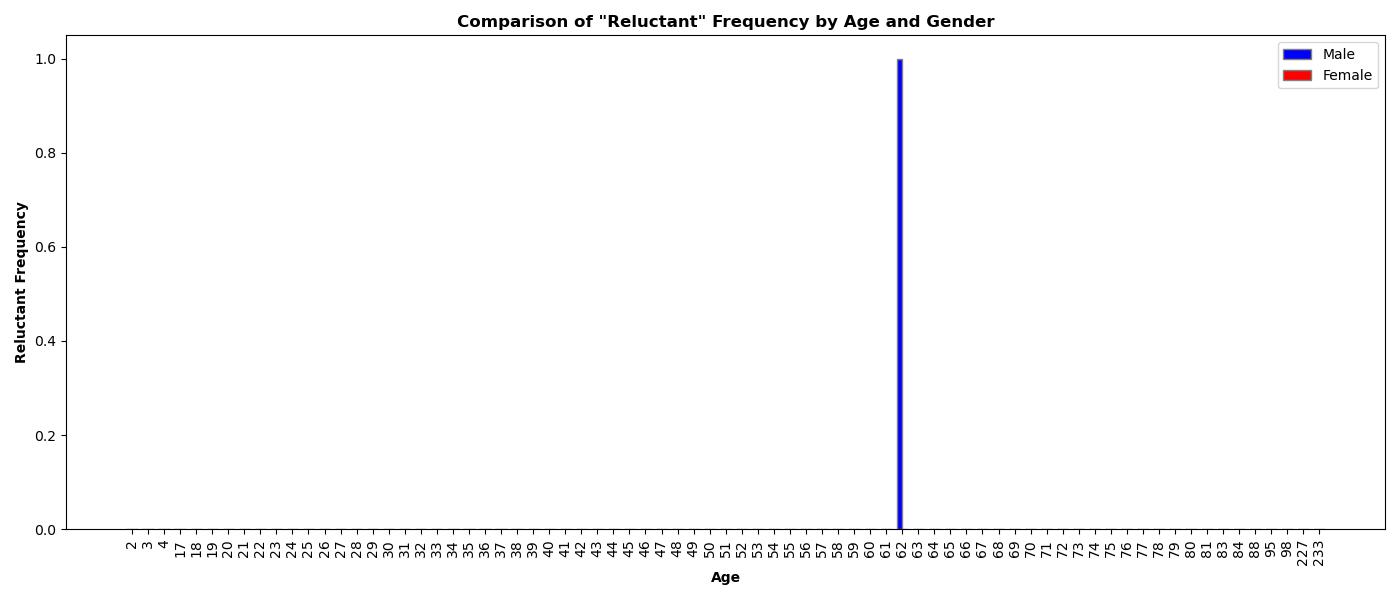 Comparison of "Reluctant" Frequency by Age and Gender
Male
Female
1.0
0.8
0.6
0.4
0.2
0.0
Reluctant Frequency
2 3 4 17 18 19 20 21 22 23 24 25 26 27 28 29 30 31 32 33 34 35 36 37 38 39 40 41 42 43 44 45 46 47 48 49 50 51 52 53 54 55 56 57 58 59 60 61 62 63 64 65 66 67 68 69 70 71 72 73 74 75 76 77 78 79 80 81 83 84 88 95 98 227 233
Age